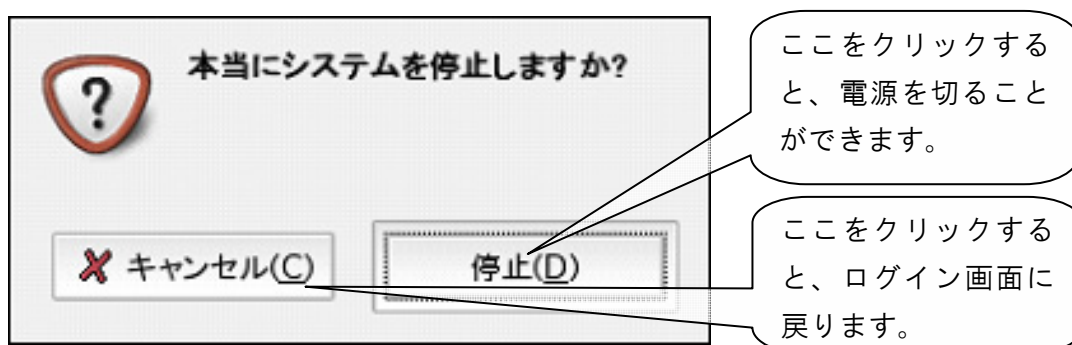 本当にシステムを停止しますか?
?
キャンセル(C)
停止(D)
ここをクリックする
と、電源を切ること
ができます。
ここをクリックする
と、ログイン画面に
戻ります。